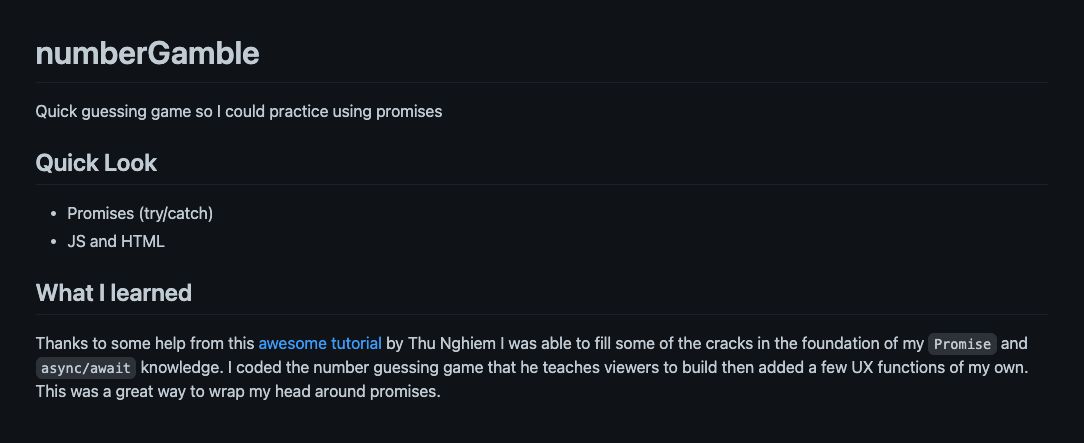 numberGamble
Quick guessing game so I could practice using promises
Quick Look
• Promises (try/catch)
• JS and HTML
What I learned
Thanks to some help from this awesome tutorial by Thu Nghiem I was able to fill some of the cracks in the foundation of my Promise and
async/await knowledge. I coded the number guessing game that he teaches viewers to build then added a few UX functions of my own.
This was a great way to wrap my head around promises.